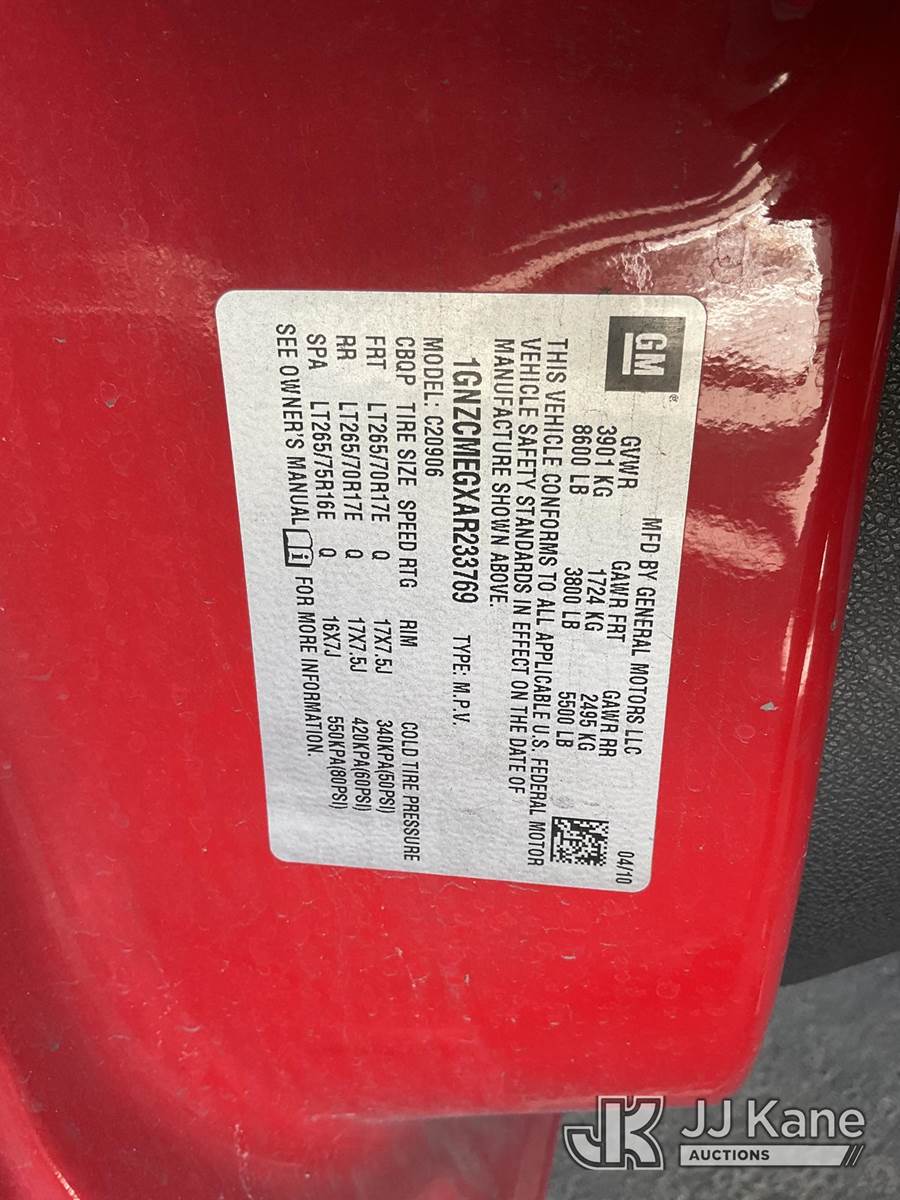 GM®
MFD BY GENERAL MOTORS LLC
04/10
GVWR GAWR FRT GAWR RR
3901 KG 1724 KG 2495 KG
8600 LB 3800 LB 5500 LB
THIS VEHICLE CONFORMS TO ALL APPLICABLE U.S. FEDERAL MOTOR
VEHICLE SAFETY STANDARDS IN EFFECT ON THE DATE OF
MANUFACTURE SHOWN ABOVE.
1GNZCMEGXAR233769 TYPE: M.P.V.
MODEL: C20906
CBQP TIRE SIZE SPEED RTG RIM COLD TIRE PRESSURE
FRT LT265/70R17E Q 17X7.5J 340KPA(50PSI)
RR LT265/70R17E Q 17X7.5J 420KPA(60PSI)
SPA LT265/75R16E Q 16X7J 550KPA(80PSI)
SEE OWNER'S MANUAL i FOR MORE INFORMATION.
JK JJ Kane
AUCTIONS